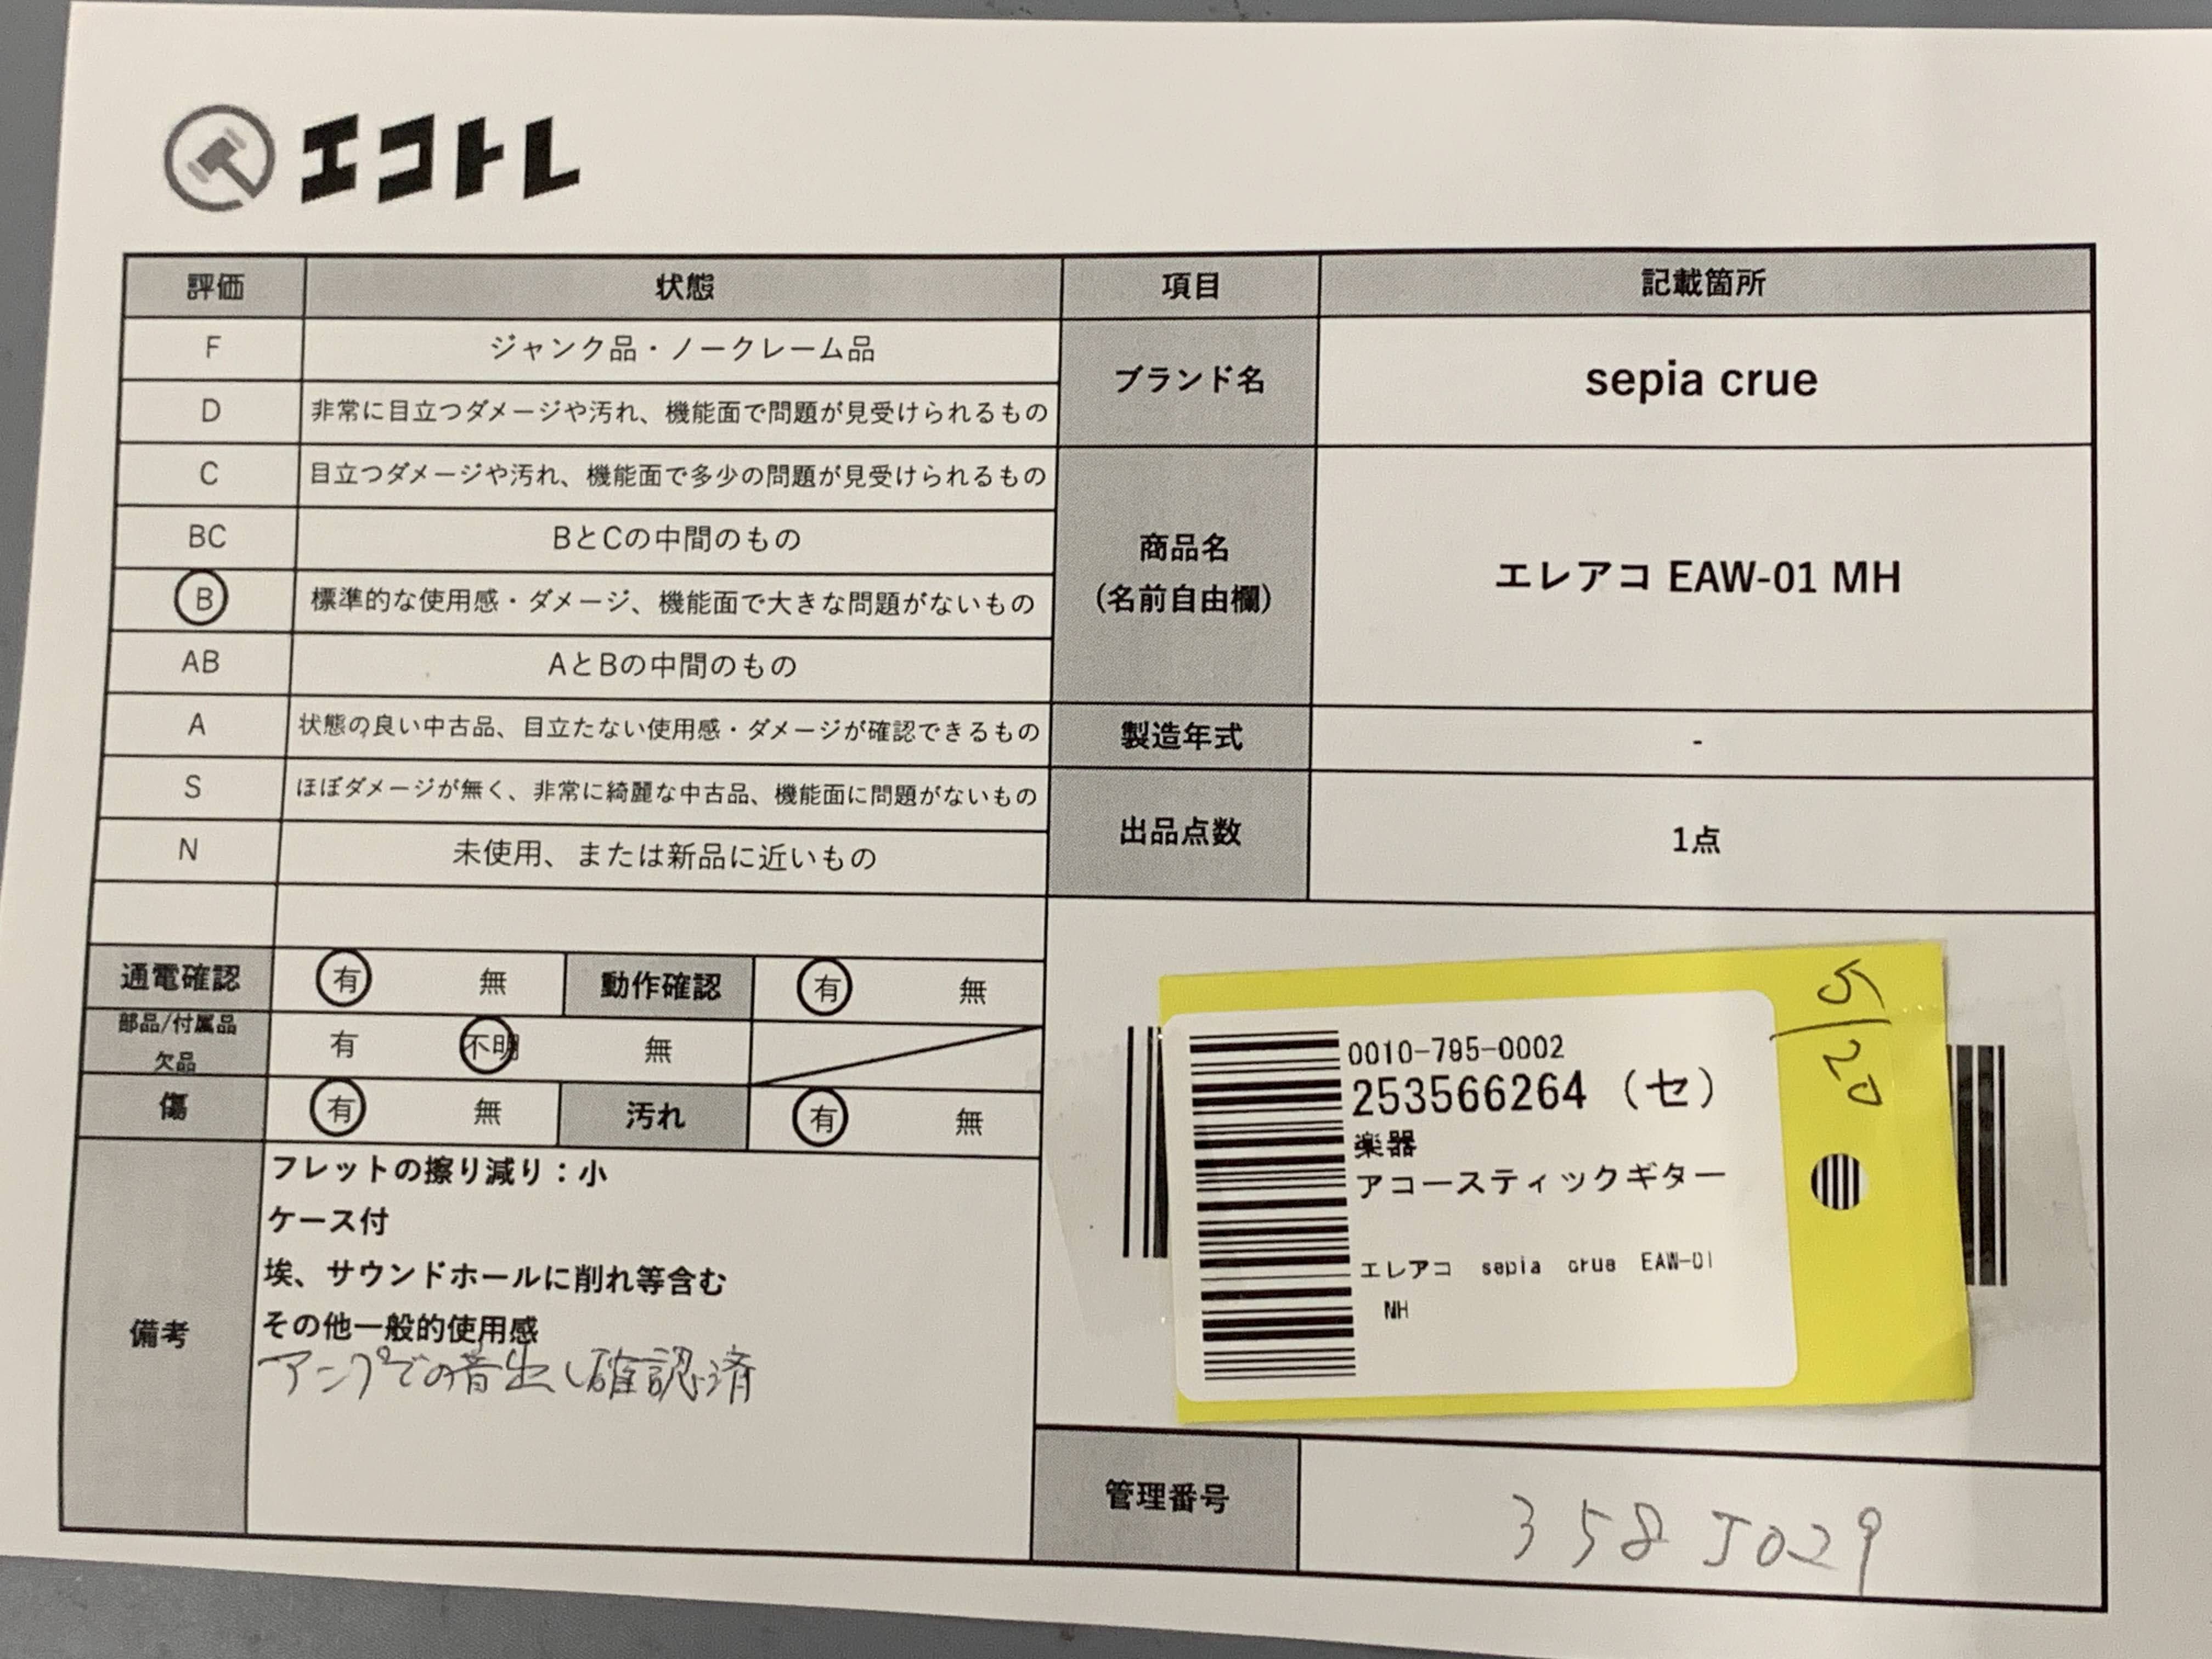 エコトレ
評価 状態 項目 記載箇所
F ジャンク品・ノークレーム品
D 非常に目立つダメージや汚れ、機能面で問題が見受けられるもの
ブランド名 sepia crue
C 目立つダメージや汚れ、機能面で多少の問題が見受けられるもの
BC BとCの中間のもの
B 標準的な使用感・ダメージ、機能面で大きな問題がないもの
商品名
(名前自由欄)
エレアコ EAW-01 MH
AB AとBの中間のもの
A 状態の良い中古品、目立たない使用感・ダメージが確認できるもの
製造年式 -
S ほぼダメージが無く、非常に綺麗な中古品、機能面に問題がないもの
出品点数 1点
N 未使用、または新品に近いもの
通電確認 有 無 動作確認 有 無
部品/付属品
欠品
有 不明 無
傷 有 無 汚れ 有 無
備考
フレットの擦り減り：小
ケース付
埃、サウンドホールに削れ等含む
その他一般的使用感
アンプでの音出し確認済
0010-795-0002
253566264 (セ)
楽器
アコースティックギター
エレアコ sepia crue EAW-01
MH
5/20
管理番号 358J029